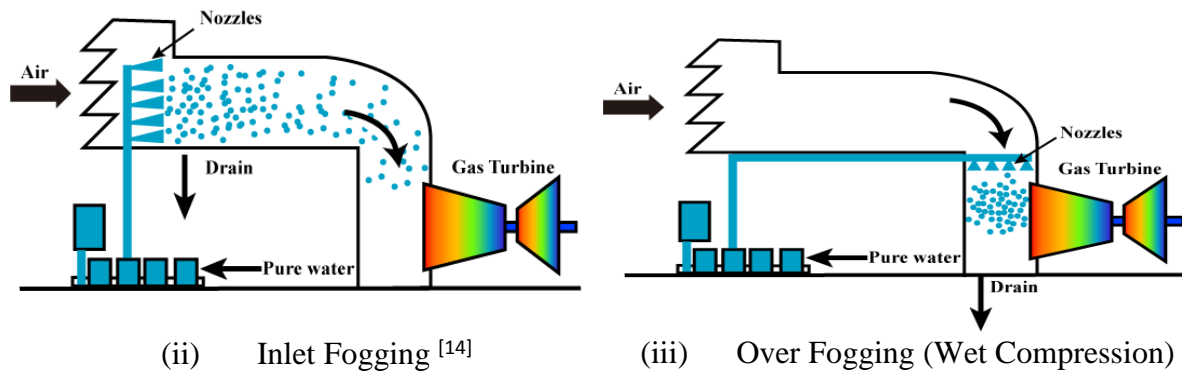 Nozzles
Air
Drain
Gas Turbine
Pure water
(ii) Inlet Fogging [14]
Air
Nozzles
Gas Turbine
Pure water
Drain
(iii) Over Fogging (Wet Compression)